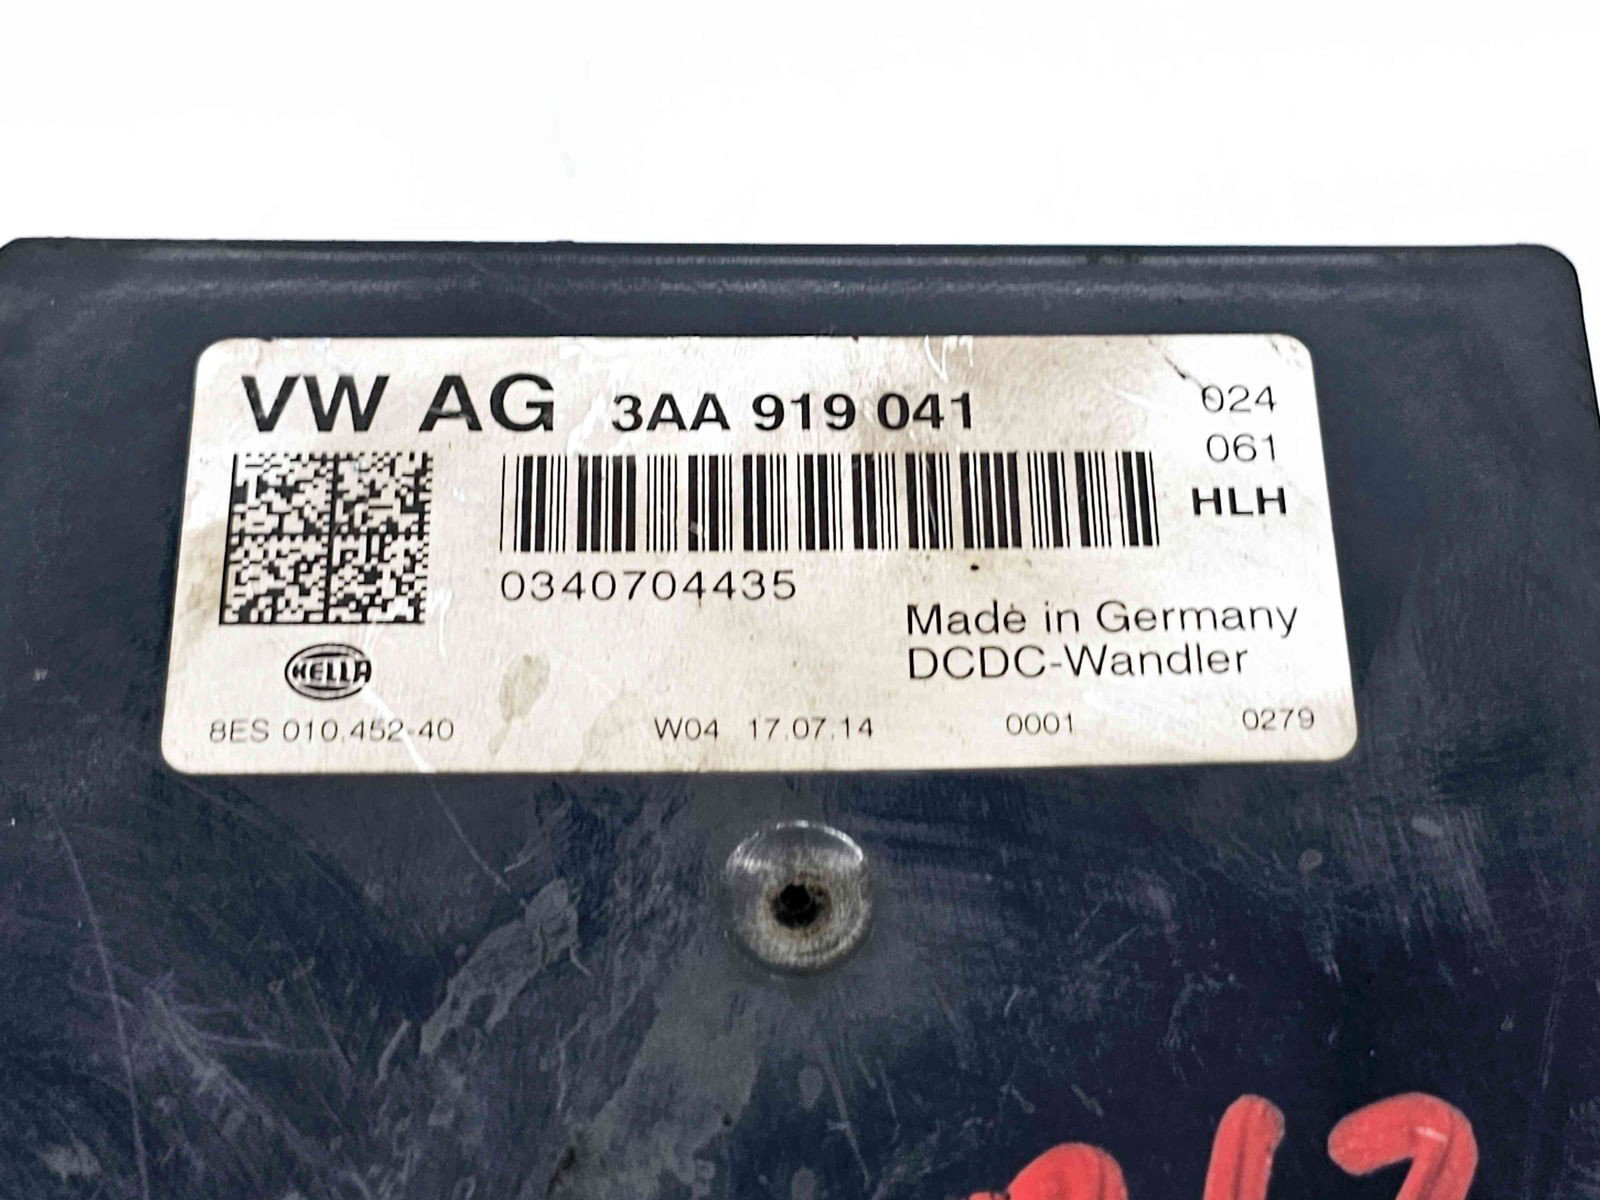 VW AG 3AA 919 041
024
061
HLH
0340704435
Made in Germany
DCDC-Wandler
HELLA
8ES 010.452-40 W04 17.07.14 0001 0279